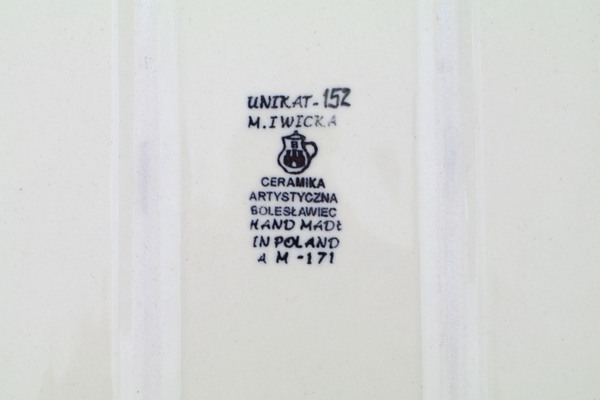 UNIKAT-152
M.IWICKA
B
CERAMIKA
ARTYSTYCZNA
BOLESŁAWIEC
HAND MADE
IN POLAND
A M -171